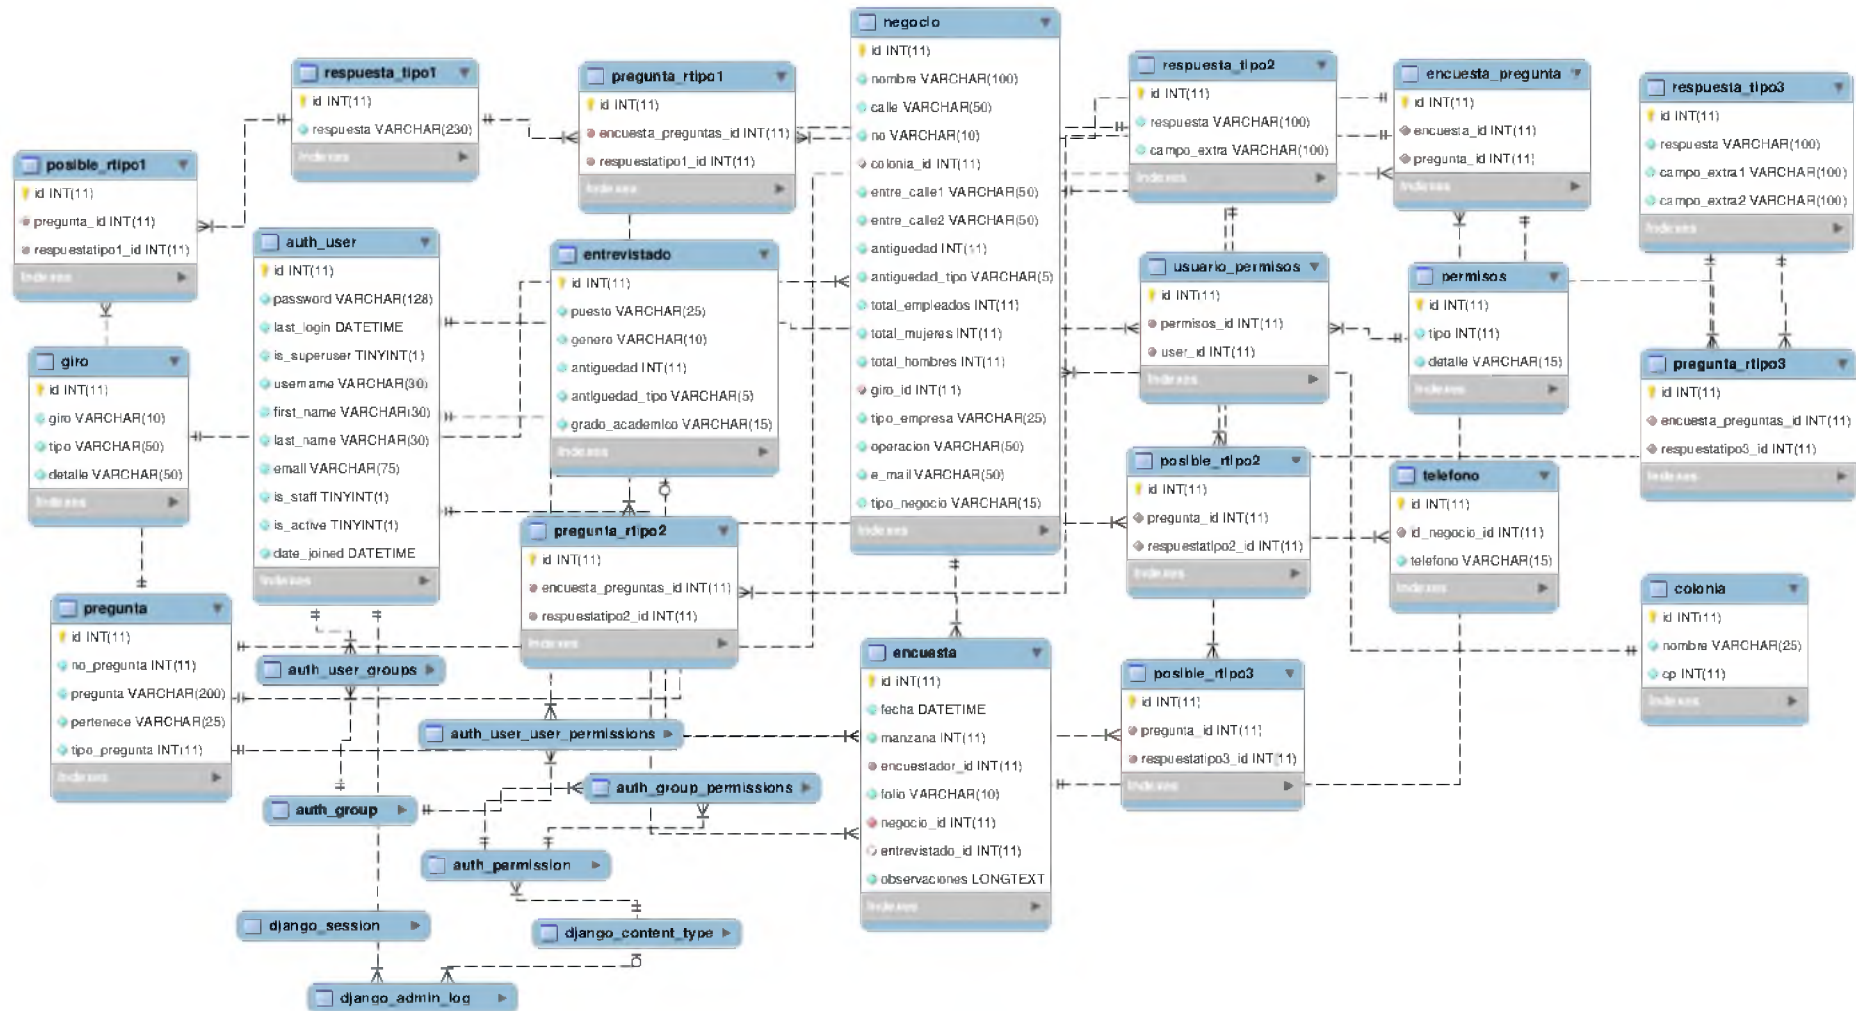 respuesta_tipo1
id INT(11)
respuesta VARCHAR(230)
Indexes
pregunta_rtipo1
id INT(11)
encuesta_preguntas_id INT(11)
respuestatipo1_id INT(11)
Indexes
negocio
id INT(11)
nombre VARCHAR(100)
calle VARCHAR(50)
no VARCHAR(10)
colonia_id INT(11)
entre_calle1 VARCHAR(50)
entre_calle2 VARCHAR(50)
antiguedad INT(11)
antiguedad_tipo VARCHAR(5)
total_empleados INT(11)
total_mujeres INT(11)
total_hombres INT(11)
giro_id INT(11)
tipo_empresa VARCHAR(25)
operacion VARCHAR(50)
e_mail VARCHAR(50)
tipo_negocio VARCHAR(15)
Indexes
respuesta_tipo2
id INT(11)
respuesta VARCHAR(100)
campo_extra VARCHAR(100)
Indexes
encuesta_pregunta
id INT(11)
encuesta_id INT(11)
pregunta_id INT(11)
Indexes
respuesta_tipo3
id INT(11)
respuesta VARCHAR(100)
campo_extra1 VARCHAR(100)
campo_extra2 VARCHAR(100)
Indexes
posible_rtipo1
id INT(11)
pregunta_id INT(11)
respuestatipo1_id INT(11)
Indexes
auth_user
id INT(11)
password VARCHAR(128)
last_login DATETIME
is_superuser TINYINT(1)
username VARCHAR(30)
first_name VARCHAR(30)
last_name VARCHAR(30)
email VARCHAR(75)
is_staff TINYINT(1)
is_active TINYINT(1)
date_joined DATETIME
Indexes
entrevistado
id INT(11)
puesto VARCHAR(25)
genero VARCHAR(10)
antiguedad INT(11)
antiguedad_tipo VARCHAR(5)
grado_academico VARCHAR(15)
Indexes
usuario_permisos
id INT(11)
permisos_id INT(11)
user_id INT(11)
Indexes
permisos
id INT(11)
tipo INT(11)
detalle VARCHAR(15)
Indexes
pregunta_rtipo3
id INT(11)
encuesta_preguntas_id INT(11)
respuestatipo3_id INT(11)
Indexes
giro
id INT(11)
giro VARCHAR(10)
tipo VARCHAR(50)
detalle VARCHAR(50)
Indexes
pregunta_rtipo2
id INT(11)
encuesta_preguntas_id INT(11)
respuestatipo2_id INT(11)
Indexes
posible_rtipo2
id INT(11)
pregunta_id INT(11)
respuestatipo2_id INT(11)
Indexes
telefono
id INT(11)
id_negocio_id INT(11)
telefono VARCHAR(15)
Indexes
colonia
id INT(11)
nombre VARCHAR(25)
cp INT(11)
Indexes
pregunta
id INT(11)
no_pregunta INT(11)
pregunta VARCHAR(200)
pertenece VARCHAR(25)
tipo_pregunta INT(11)
Indexes
encuesta
id INT(11)
fecha DATETIME
manzana INT(11)
encuestador_id INT(11)
folio VARCHAR(10)
negocio_id INT(11)
entrevistado_id INT(11)
observaciones LONGTEXT
Indexes
posible_rtipo3
id INT(11)
pregunta_id INT(11)
respuestatipo3_id INT(11)
Indexes
auth_user_groups
auth_user_user_permissions
auth_group_permissions
auth_group
auth_permission
django_session
django_content_type
django_admin_log